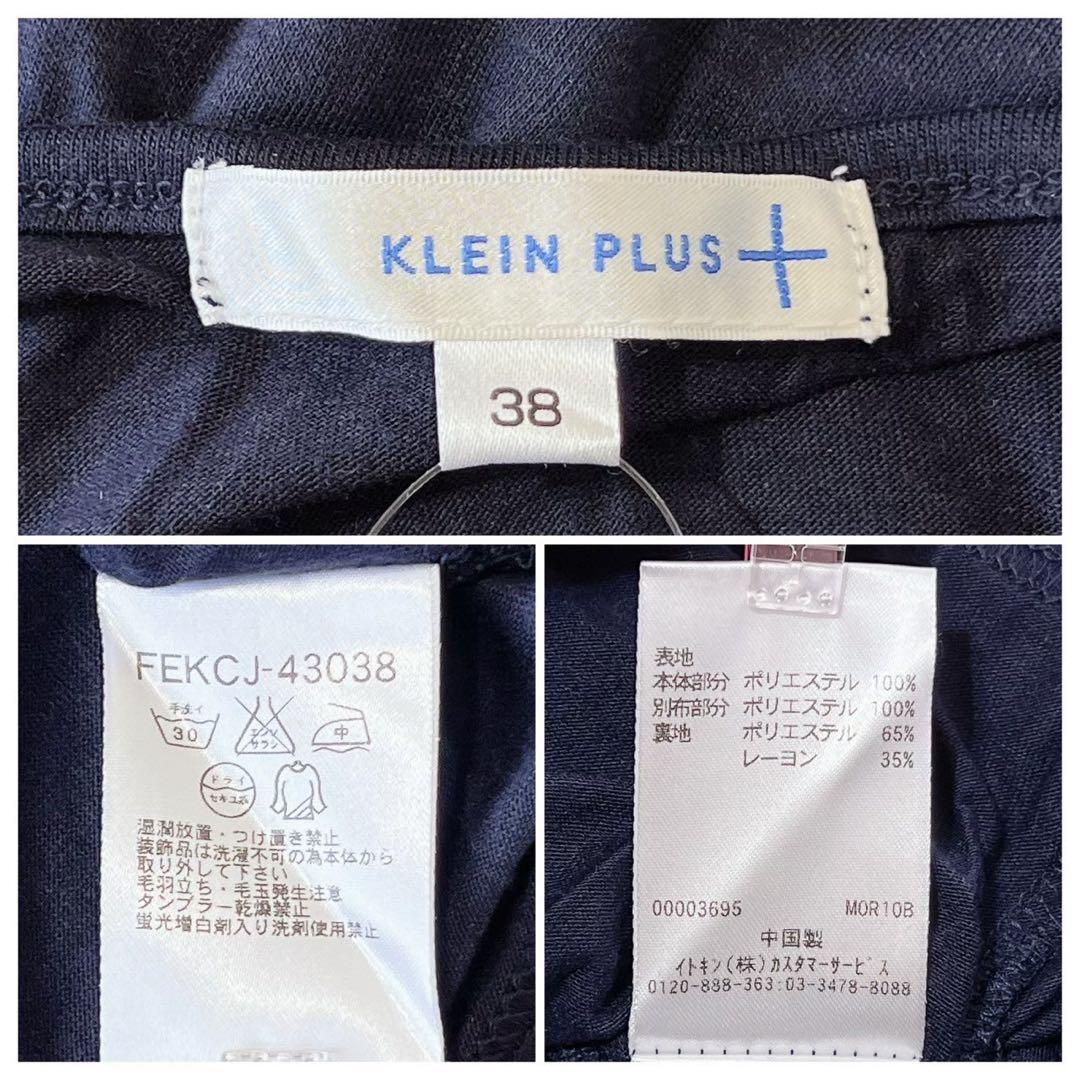 KLEIN PLUS
38
FEKCJ-43038
手洗イ
30
エンソ
サラシ
中
ドライ
セキユ系
湿潤放置・つけ置き禁止
装飾品は洗濯不可の為本体から
取り外して下さい
毛羽立ち・毛玉発生注意
タンブラー乾燥禁止
蛍光増白剤入り洗剤使用禁止
表地
本体部分 ポリエステル 100%
別布部分 ポリエステル 100%
裏地 ポリエステル 65%
レーヨン 35%
00003695 M0R10B
中国製
イトキン(株)カスタマーサービス
0120-888-363:03-3478-8088